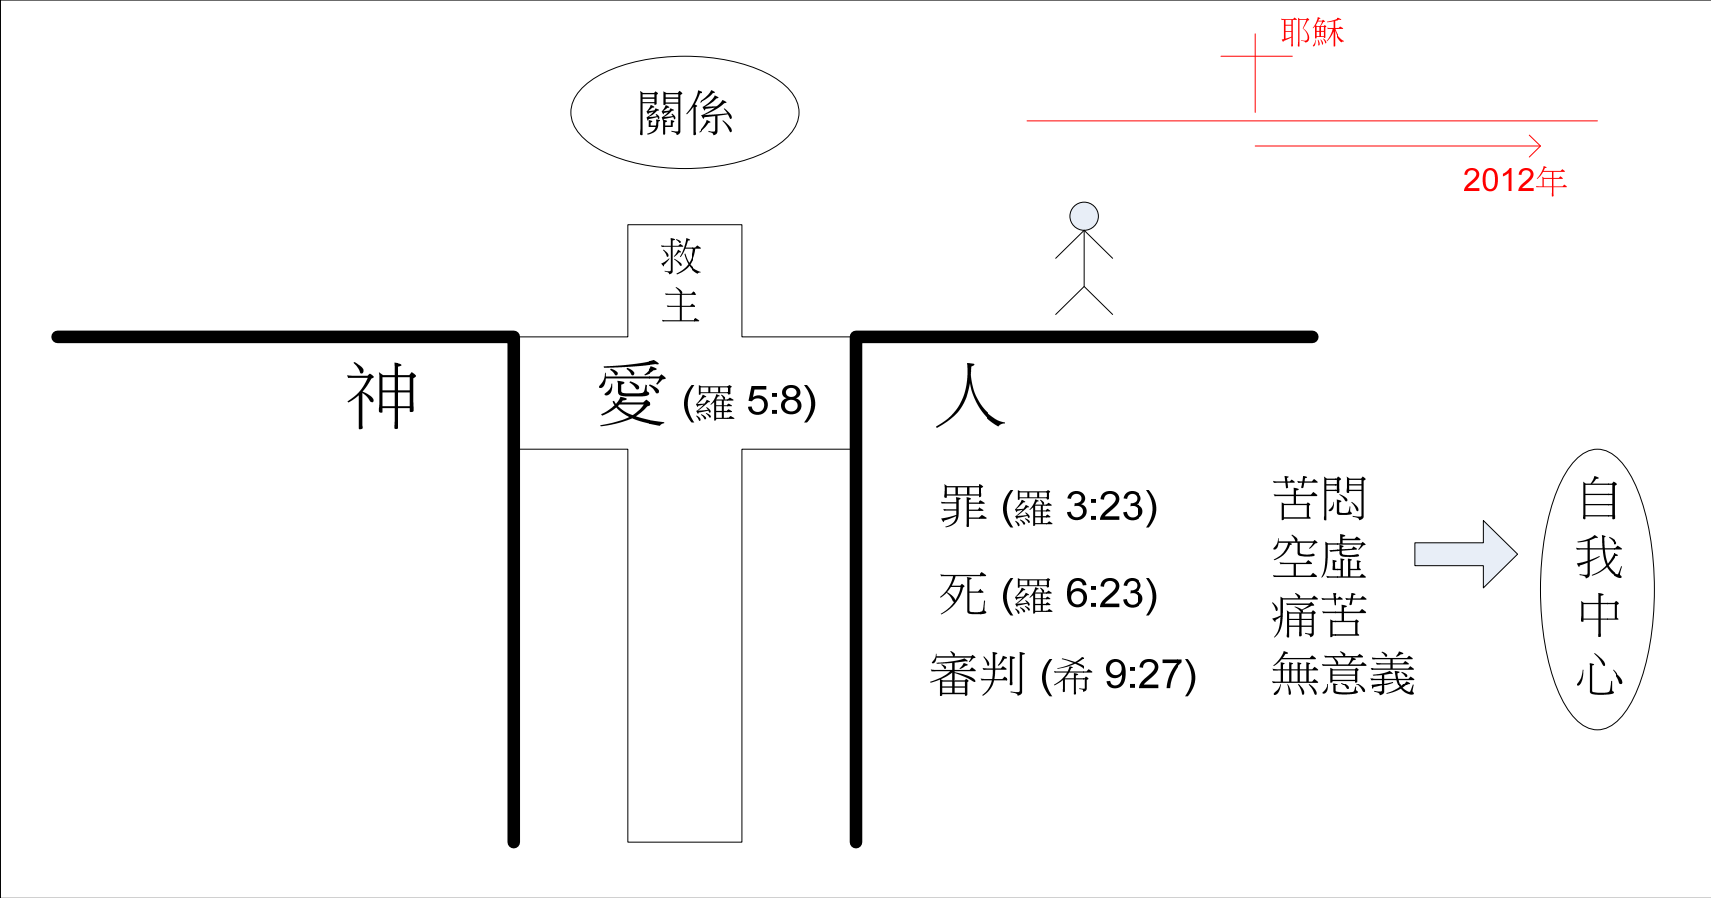 耶穌
關係
2012年
救
主
神
愛 (羅 5:8)
人
罪 (羅 3:23)
死 (羅 6:23)
審判 (希 9:27)
苦悶
空虛
痛苦
無意義
自
我
中
心